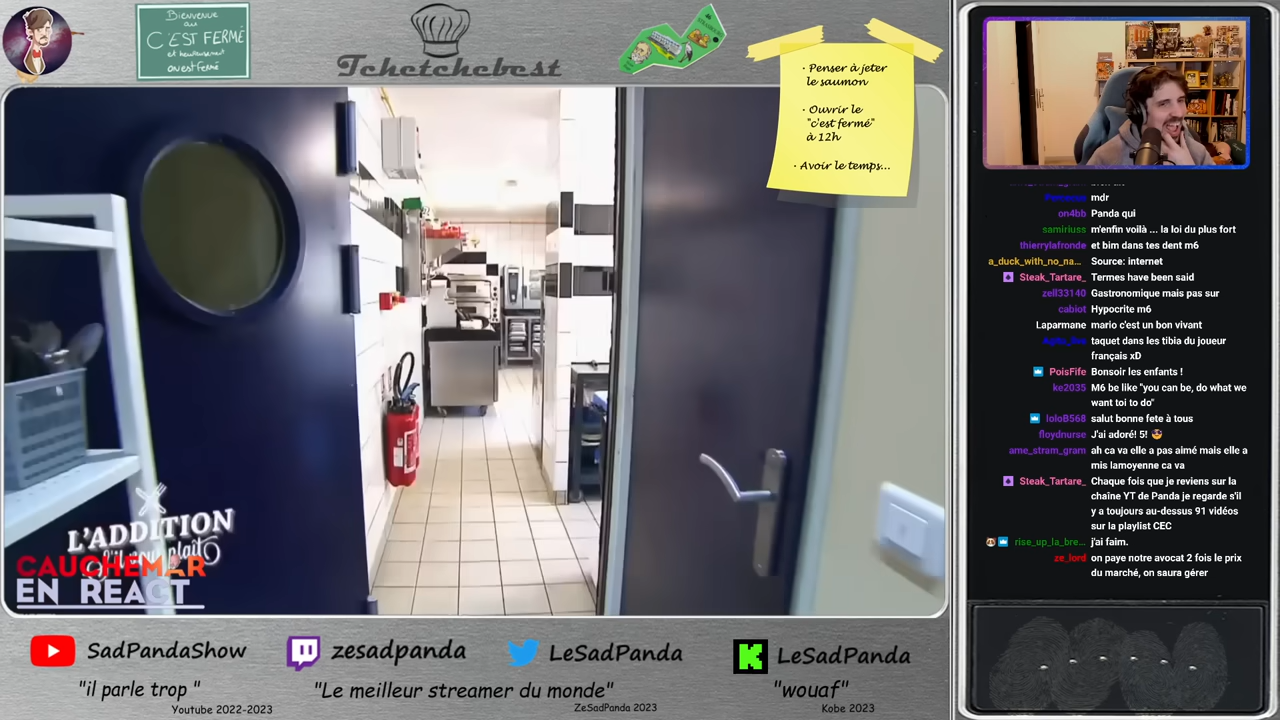 Bienvenue
au
C'EST FERMÉ
et heureusement
on est fermé
Tchetchebest
· Penser à jeter
le saumon
· Ouvrir le
"c'est fermé"
à 12h
· Avoir le temps...
L'ADDITION
s'il vous plaît
CAUCHEMAR
EN REACT
mdr
on4bb Panda qui
samiriuss m'enfin voilà ... la loi du plus fort
thierrylafronde et bim dans tes dent m6
a_duck_with_no_na... Source: internet
Steak_Tartare_ Termes have been said
zell33140 Gastronomique mais pas sur
cabiot Hypocrite m6
Laparmane mario c'est un bon vivant
taquet dans les tibia du joueur
français xD
PoisFife Bonsoir les enfants !
ke2035 M6 be like "you can be, do what we
want toi to do"
loloB568 salut bonne fete à tous
floydnurse J'ai adoré! 5!
ame_stram_gram ah ca va elle a pas aimé mais elle a
mis lamoyenne ca va
Steak_Tartare_ Chaque fois que je reviens sur la
chaîne YT de Panda je regarde s'il
y a toujours au-dessus 91 vidéos
sur la playlist CEC
rise_up_la_bre... j'ai faim.
ze_lord on paye notre avocat 2 fois le prix
du marché, on saura gérer
SadPandaShow
zesadpanda
LeSadPanda
LeSadPanda
"il parle trop "
Youtube 2022-2023
"Le meilleur streamer du monde"
ZeSadPanda 2023
"wouaf"
Kobe 2023